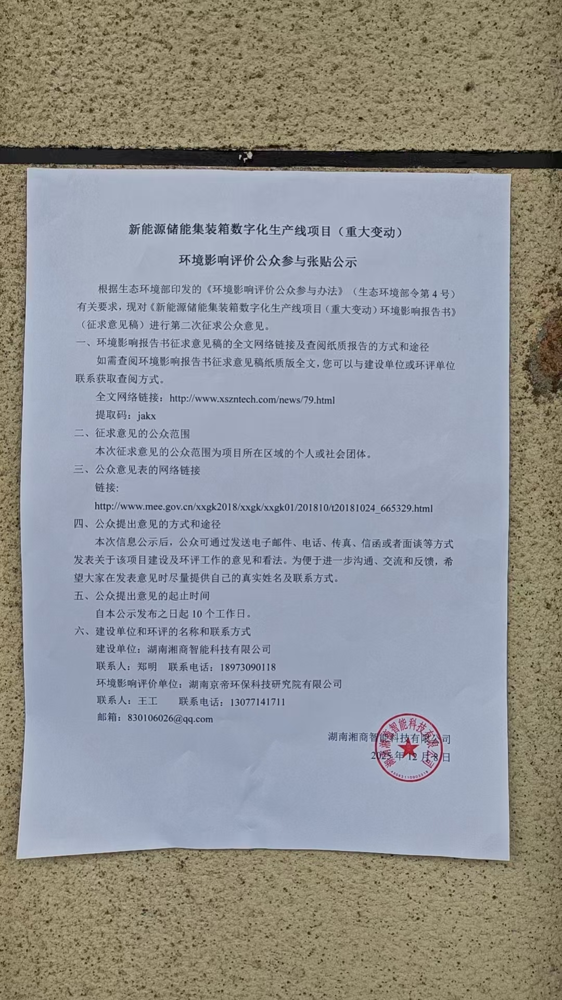 新能源储能集装箱数字化生产线项目（重大变动）
环境影响评价公众参与张贴公示
根据生态环境部印发的《环境影响评价公众参与办法》（生态环境部令第 4 号）
有关要求，现对《新能源储能集装箱数字化生产线项目（重大变动）环境影响报告书》
（征求意见稿）进行第二次征求公众意见。
一、环境影响报告书征求意见稿的全文网络链接及查阅纸质报告的方式和途径
如需查阅环境影响报告书征求意见稿纸质版全文，您可以与建设单位或环评单位
联系获取查阅方式。
全文网络链接：http://www.xszntech.com/news/79.html
提取码：jakx
二、征求意见的公众范围
本次征求意见的公众范围为项目所在区域的个人或社会团体。
三、公众意见表的网络链接
链接:
http://www.mee.gov.cn/xxgk2018/xxgk/xxgk01/201810/t20181024_665329.html
四、公众提出意见的方式和途径
本次信息公示后，公众可通过发送电子邮件、电话、传真、信函或者面谈等方式
发表关于该项目建设及环评工作的意见和看法。为便于进一步沟通、交流和反馈，希
望大家在发表意见时尽量提供自己的真实姓名及联系方式。
五、公众提出意见的起止时间
自本公示发布之日起 10 个工作日。
六、建设单位和环评的名称和联系方式
建设单位：湖南湘商智能科技有限公司
联系人：郑明 联系电话：18973090118
环境影响评价单位：湖南京帝环保科技研究院有限公司
联系人：王工 联系电话：13077141711
邮箱：830106026@qq.com
湖南湘商智能科技有限公司
2025 年 12 月 8 日
湖南湘商智能科技有限公司